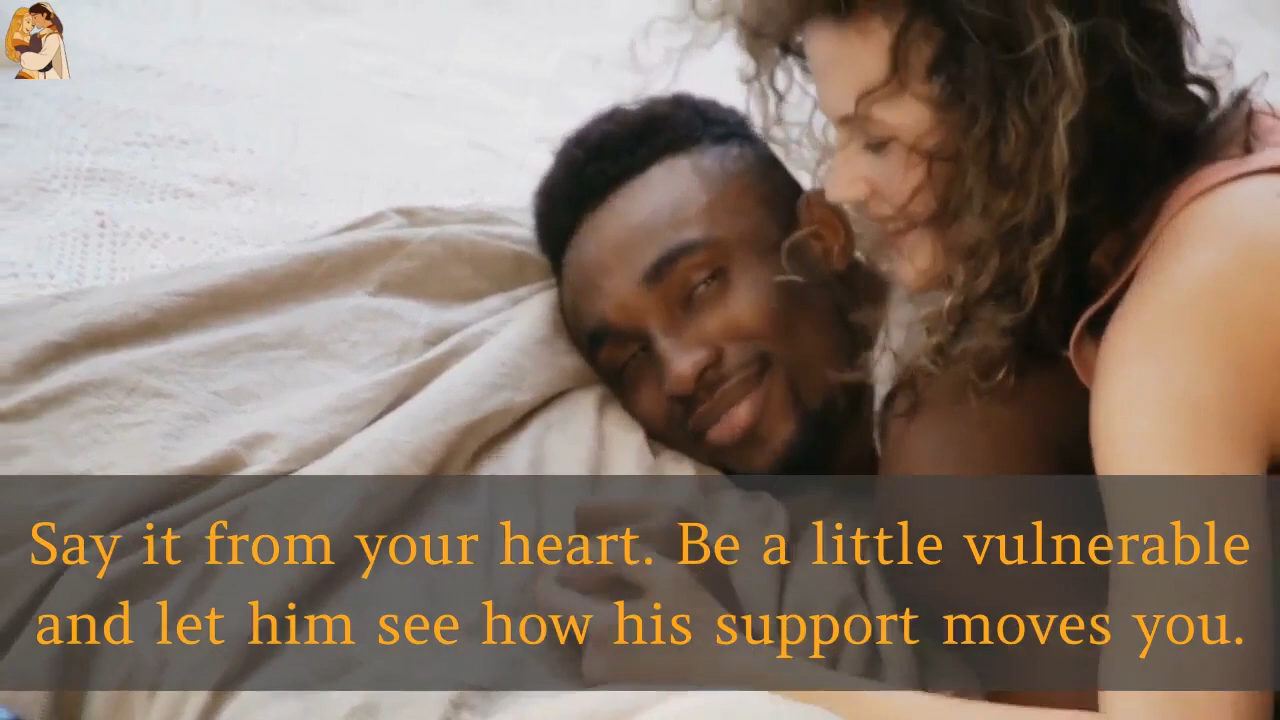 Say it from your heart. Be a little vulnerable
and let him see how his support moves you.